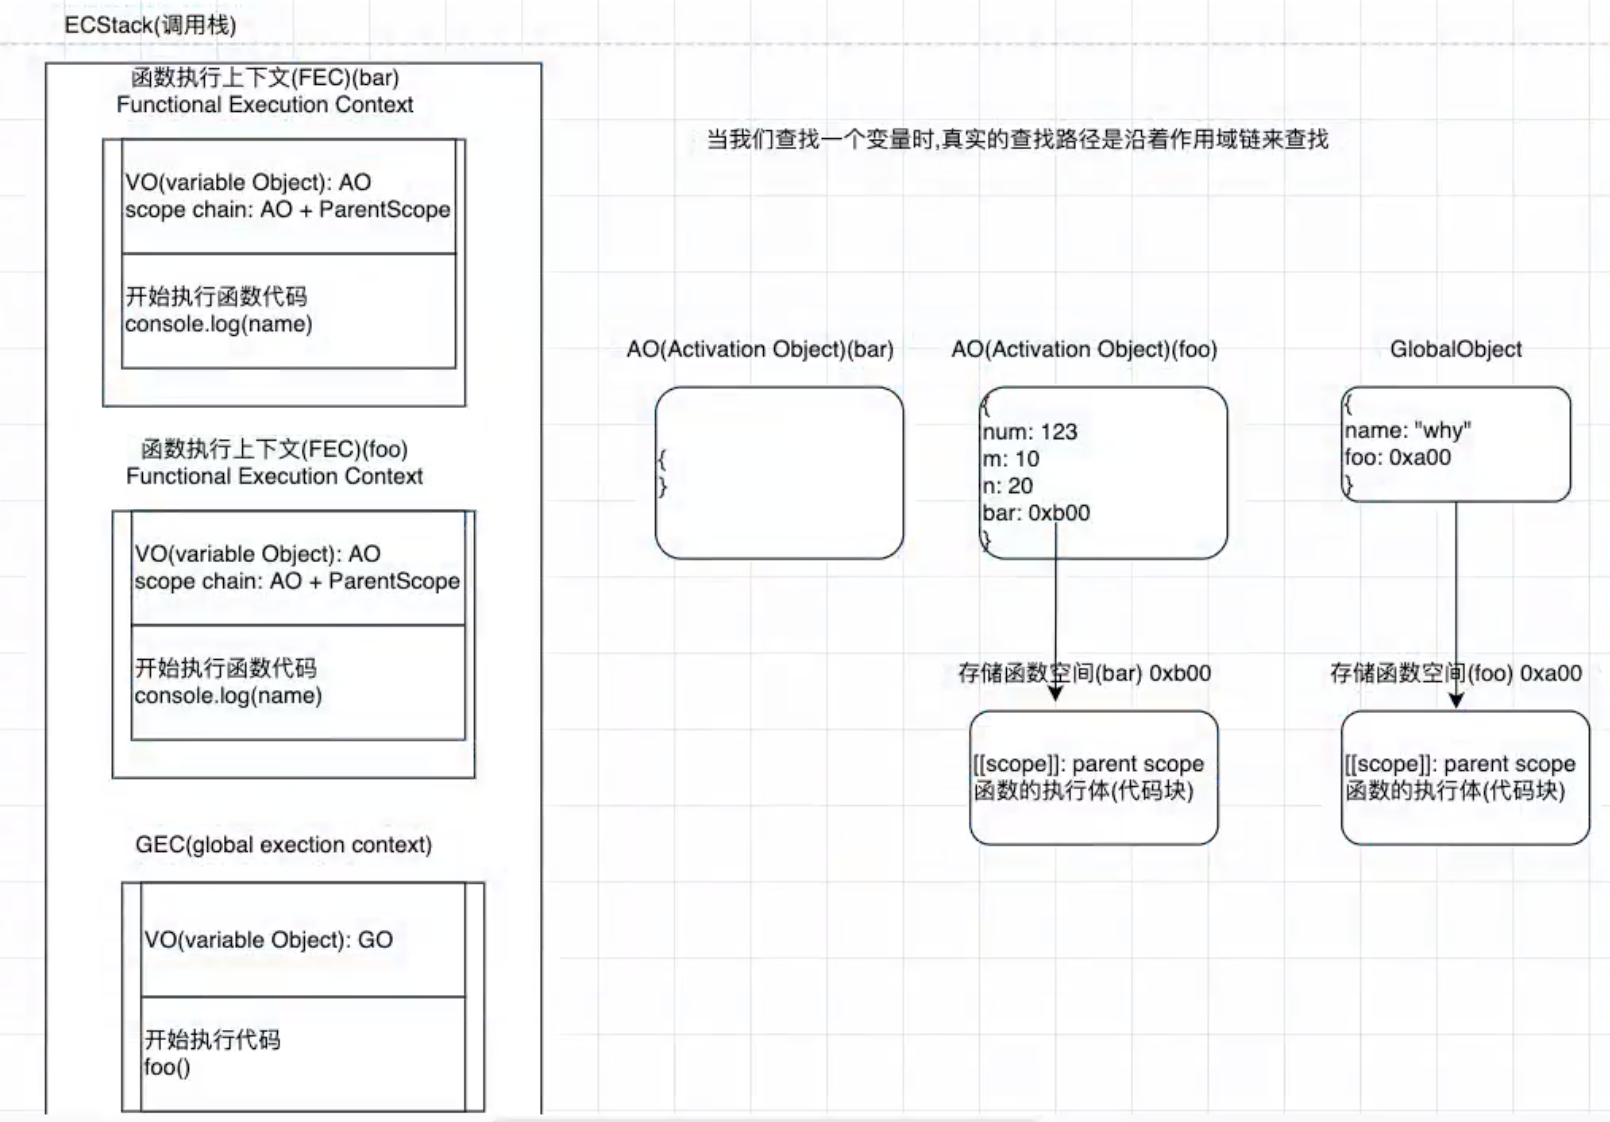 ECStack(调用栈)
函数执行上下文(FEC)(bar)
Functional Execution Context
VO(variable Object): AO
scope chain: AO + ParentScope
开始执行函数代码
console.log(name)
函数执行上下文(FEC)(foo)
Functional Execution Context
VO(variable Object): AO
scope chain: AO + ParentScope
开始执行函数代码
console.log(name)
GEC(global exection context)
VO(variable Object): GO
开始执行代码
foo()
当我们查找一个变量时,真实的查找路径是沿着作用域链来查找
AO(Activation Object)(bar)
{
}
AO(Activation Object)(foo)
{
num: 123
m: 10
n: 20
bar: 0xb00
}
存储函数空间(bar) 0xb00
[[scope]]: parent scope
函数的执行体(代码块)
GlobalObject
{
name: "why"
foo: 0xa00
}
存储函数空间(foo) 0xa00
[[scope]]: parent scope
函数的执行体(代码块)